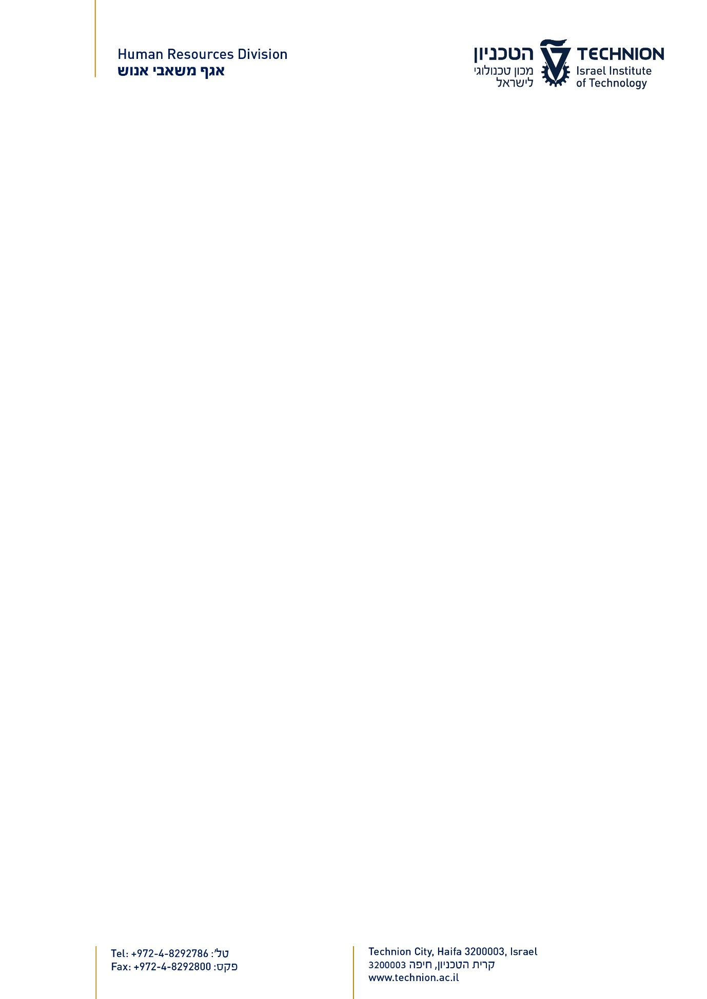 Human Resources Division
אגף משאבי אנוש
הטכניון
מכון טכנולוגי
לישראל
TECHNION
Israel Institute
of Technology
Tel: +972-4-8292786 :'טל
Fax: +972-4-8292800 :פקס
Technion City, Haifa 3200003, Israel
קרית הטכניון, חיפה 3200003
www.technion.ac.il